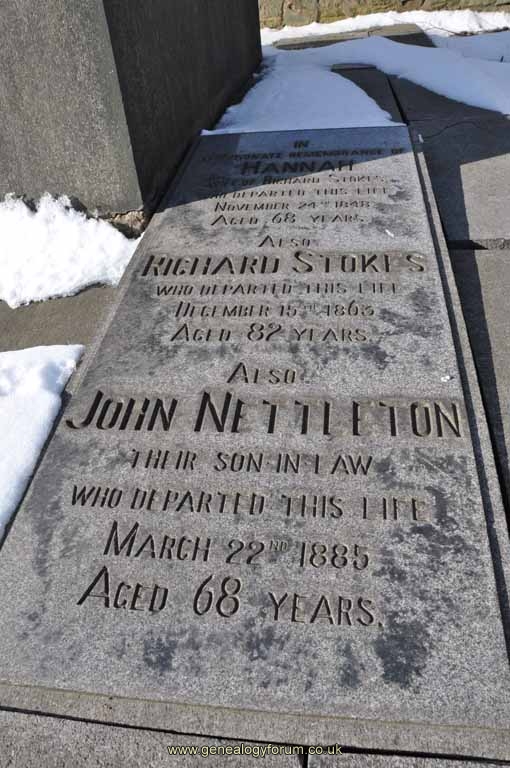 IN
AFFECTIONATE REMEMBRANCE OF
HANNAH
WIFE OF RICHARD STOKES
WHO DEPARTED THIS LIFE
NOVEMBER 24TH 1848
AGED 68 YEARS.
ALSO
RICHARD STOKES
WHO DEPARTED THIS LIFE
DECEMBER 15TH 1863
AGED 82 YEARS.
ALSO
JOHN NETTLETON
THEIR SON-IN-LAW
WHO DEPARTED THIS LIFE
MARCH 22ND 1885
AGED 68 YEARS.
www.genealogyforum.co.uk